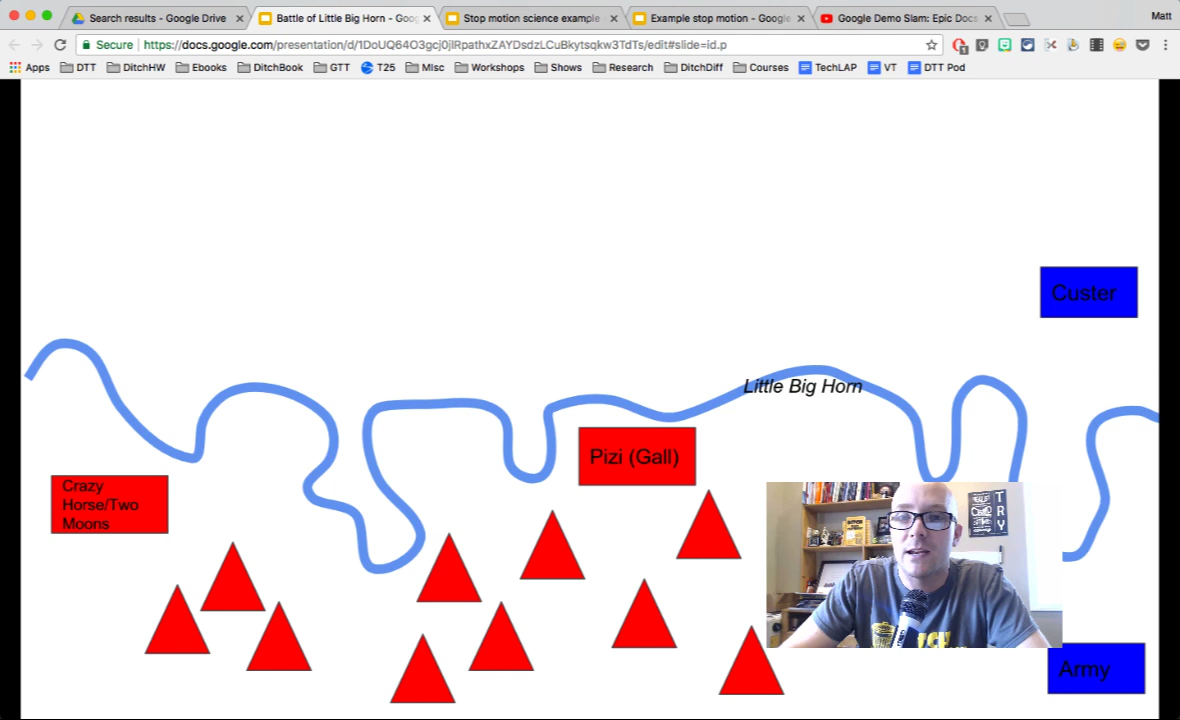 Search results - Google Drive
Battle of Little Big Horn - Goo
Stop motion science example
Example stop motion - Google
Google Demo Slam: Epic Docs
Matt
Secure
https://docs.google.com/presentation/d/1DoUQ64O3gcj0jlRpathxZAYDsdzLCuBkytsqkw3TdTs/edit#slide=id.p
Apps
DTT
DitchHW
Ebooks
DitchBook
GTT
T25
MIsc
Workshops
Shows
Research
DitchDiff
Courses
TechLAP
VT
DTT Pod
Custer
Little Big Horn
Pizi (Gall)
Crazy
Horse/Two
Moons
TRY
Army